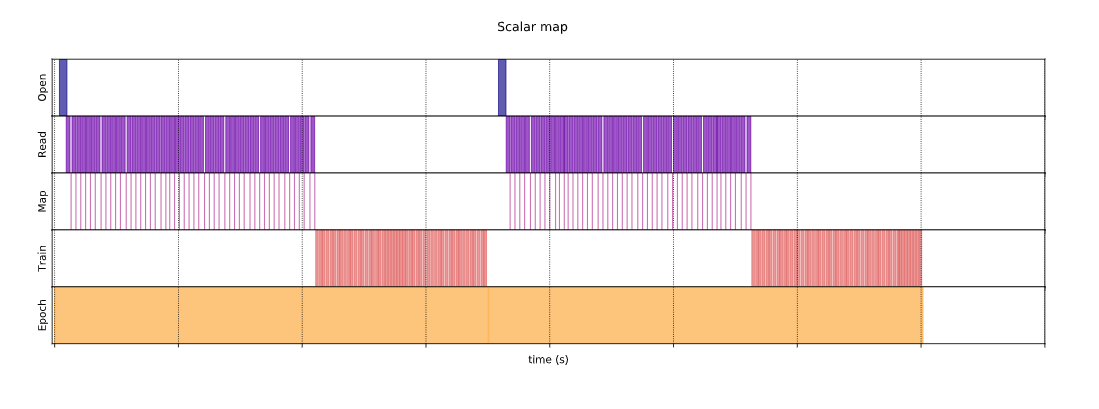 Scalar map
Open
Read
Map
Train
Epoch
time (s)